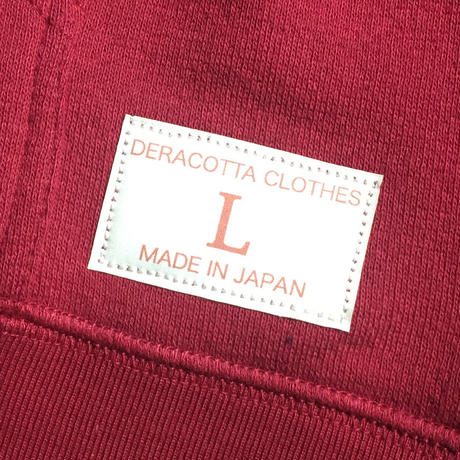 DERACOTTA CLOTHES
L
MADE IN JAPAN